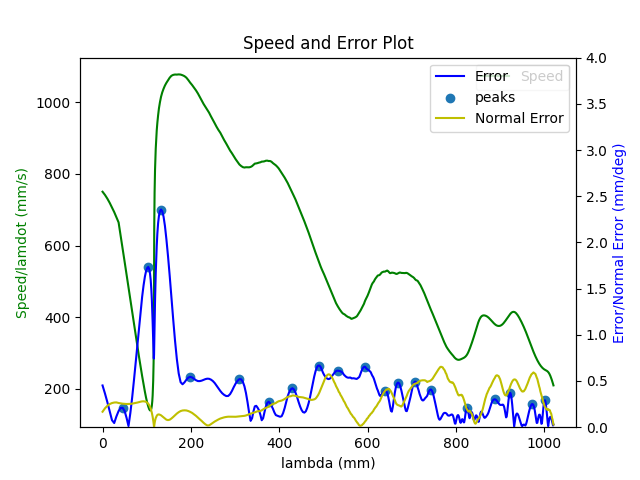 Speed and Error Plot
Speed/lamdot (mm/s)
1000
800
600
400
200
0
200
400
600
800
1000
lambda (mm)
4.0
3.5
3.0
2.5
2.0
1.5
1.0
0.5
0.0
Error/Normal Error (mm/deg)
Speed
Error
peaks
Normal Error